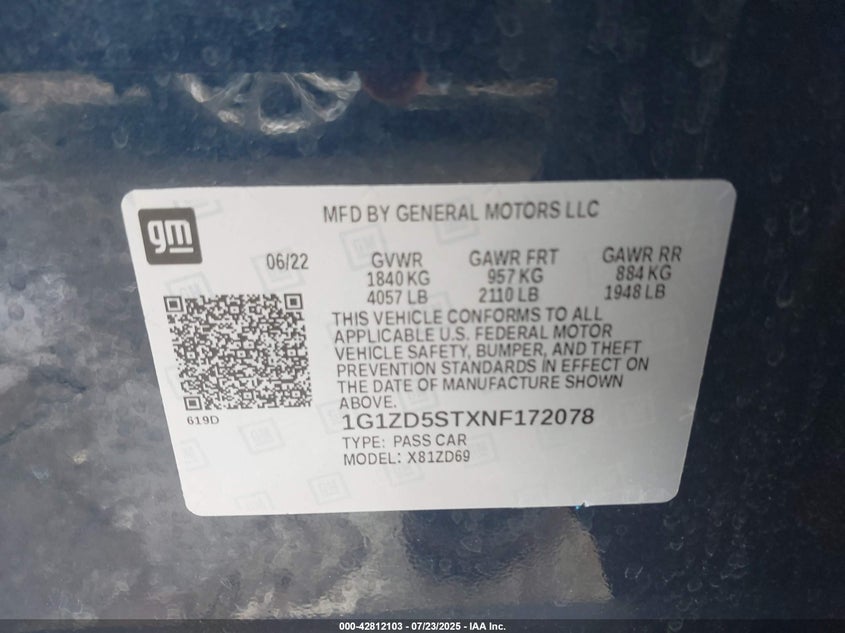 gm
MFD BY GENERAL MOTORS LLC
06/22
GVWR
1840 KG
4057 LB
GAWR FRT
957 KG
2110 LB
GAWR RR
884 KG
1948 LB
THIS VEHICLE CONFORMS TO ALL
APPLICABLE U.S. FEDERAL MOTOR
VEHICLE SAFETY, BUMPER, AND THEFT
PREVENTION STANDARDS IN EFFECT ON
THE DATE OF MANUFACTURE SHOWN
ABOVE.
619D
1G1ZD5STXNF172078
TYPE: PASS CAR
MODEL: X81ZD69
000-42812103 - 07/23/2025 - IAA Inc.